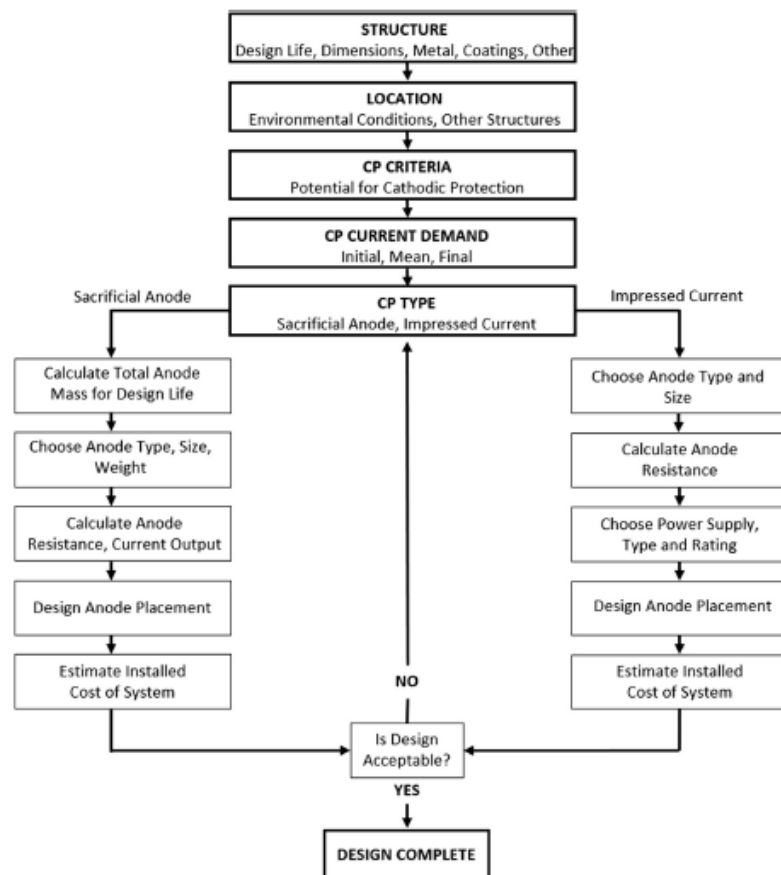 STRUCTURE
Design Life, Dimensions, Metal, Coatings, Other
LOCATION
Environmental Conditions, Other Structures
CP CRITERIA
Potential for Cathodic Protection
CP CURRENT DEMAND
Initial, Mean, Final
Sacrificial Anode
Impressed Current
CP TYPE
Sacrificial Anode, Impressed Current
Calculate Total Anode
Mass for Design Life
Choose Anode Type, Size,
Weight
Calculate Anode
Resistance, Current Output
Design Anode Placement
Estimate Installed
Cost of System
Choose Anode Type and
Size
Calculate Anode
Resistance
Choose Power Supply,
Type and Rating
Design Anode Placement
Estimate Installed
Cost of System
NO
Is Design
Acceptable?
YES
DESIGN COMPLETE